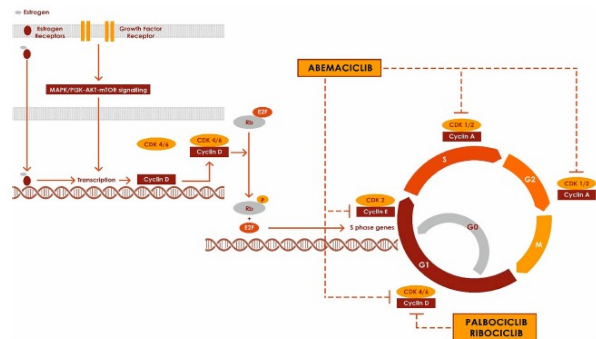 Estrogen
Estrogen
Receptors
Growth Factor
Receptor
MAPK/PI3K-AKT-mTOR signalling
CDK 4/6
CDK 4/6
Cyclin D
Transcription
Cyclin D
E2F
Rb
Rb
P
+
E2F
S phase genes
ABEMACICLIB
CDK 1/2
Cyclin A
CDK 1/2
Cyclin A
CDK 2
Cyclin E
S
G2
M
G1
G0
CDK 4/6
Cyclin D
PALBOCICLIB
RIBOCICLIB